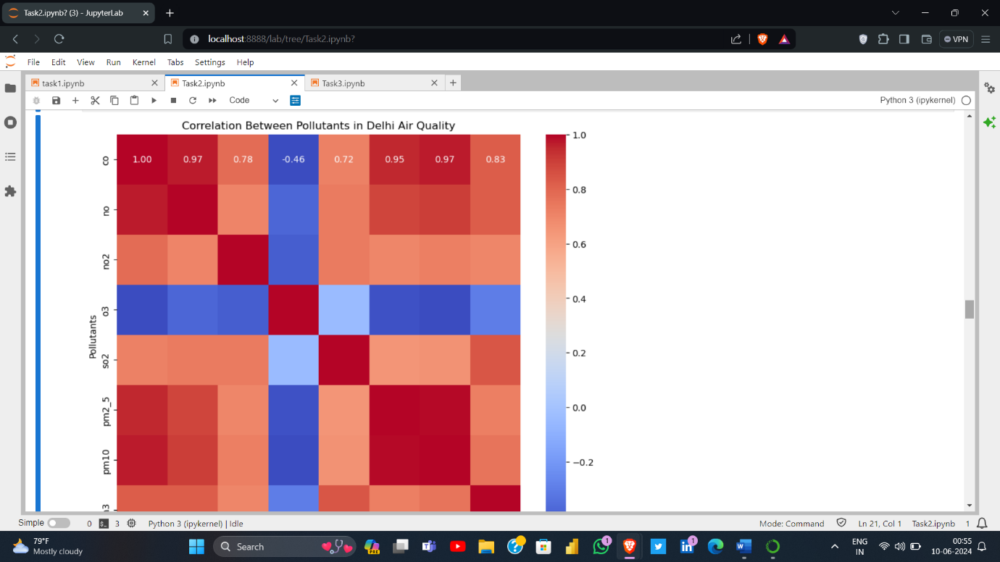 Task2.ipynb? (3) - JupyterLab
localhost:8888/lab/tree/Task2.ipynb?
VPN
File Edit View Run Kernel Tabs Settings Help
task1.ipynb Task2.ipynb Task3.ipynb
Code Python 3 (ipykernel)
Correlation Between Pollutants in Delhi Air Quality
co 1.00 0.97 0.78 -0.46 0.72 0.95 0.97 0.83
no
no2
o3
so2
pm2_5
pm10
Pollutants
1.0
0.8
0.6
0.4
0.2
0.0
−0.2
Simple 0 3 Python 3 (ipykernel) | Idle Mode: Command Ln 21, Col 1 Task2.ipynb 1
79°F
Mostly cloudy
Search
PRE
1
1
ENG
IN
00:55
10-06-2024